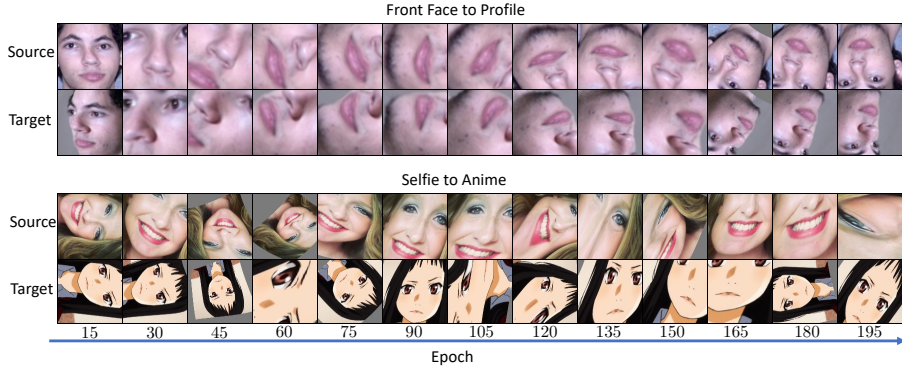 Front Face to Profile
Source
Target
Selfie to Anime
Source
Target
15 30 45 60 75 90 105 120 135 150 165 180 195
Epoch